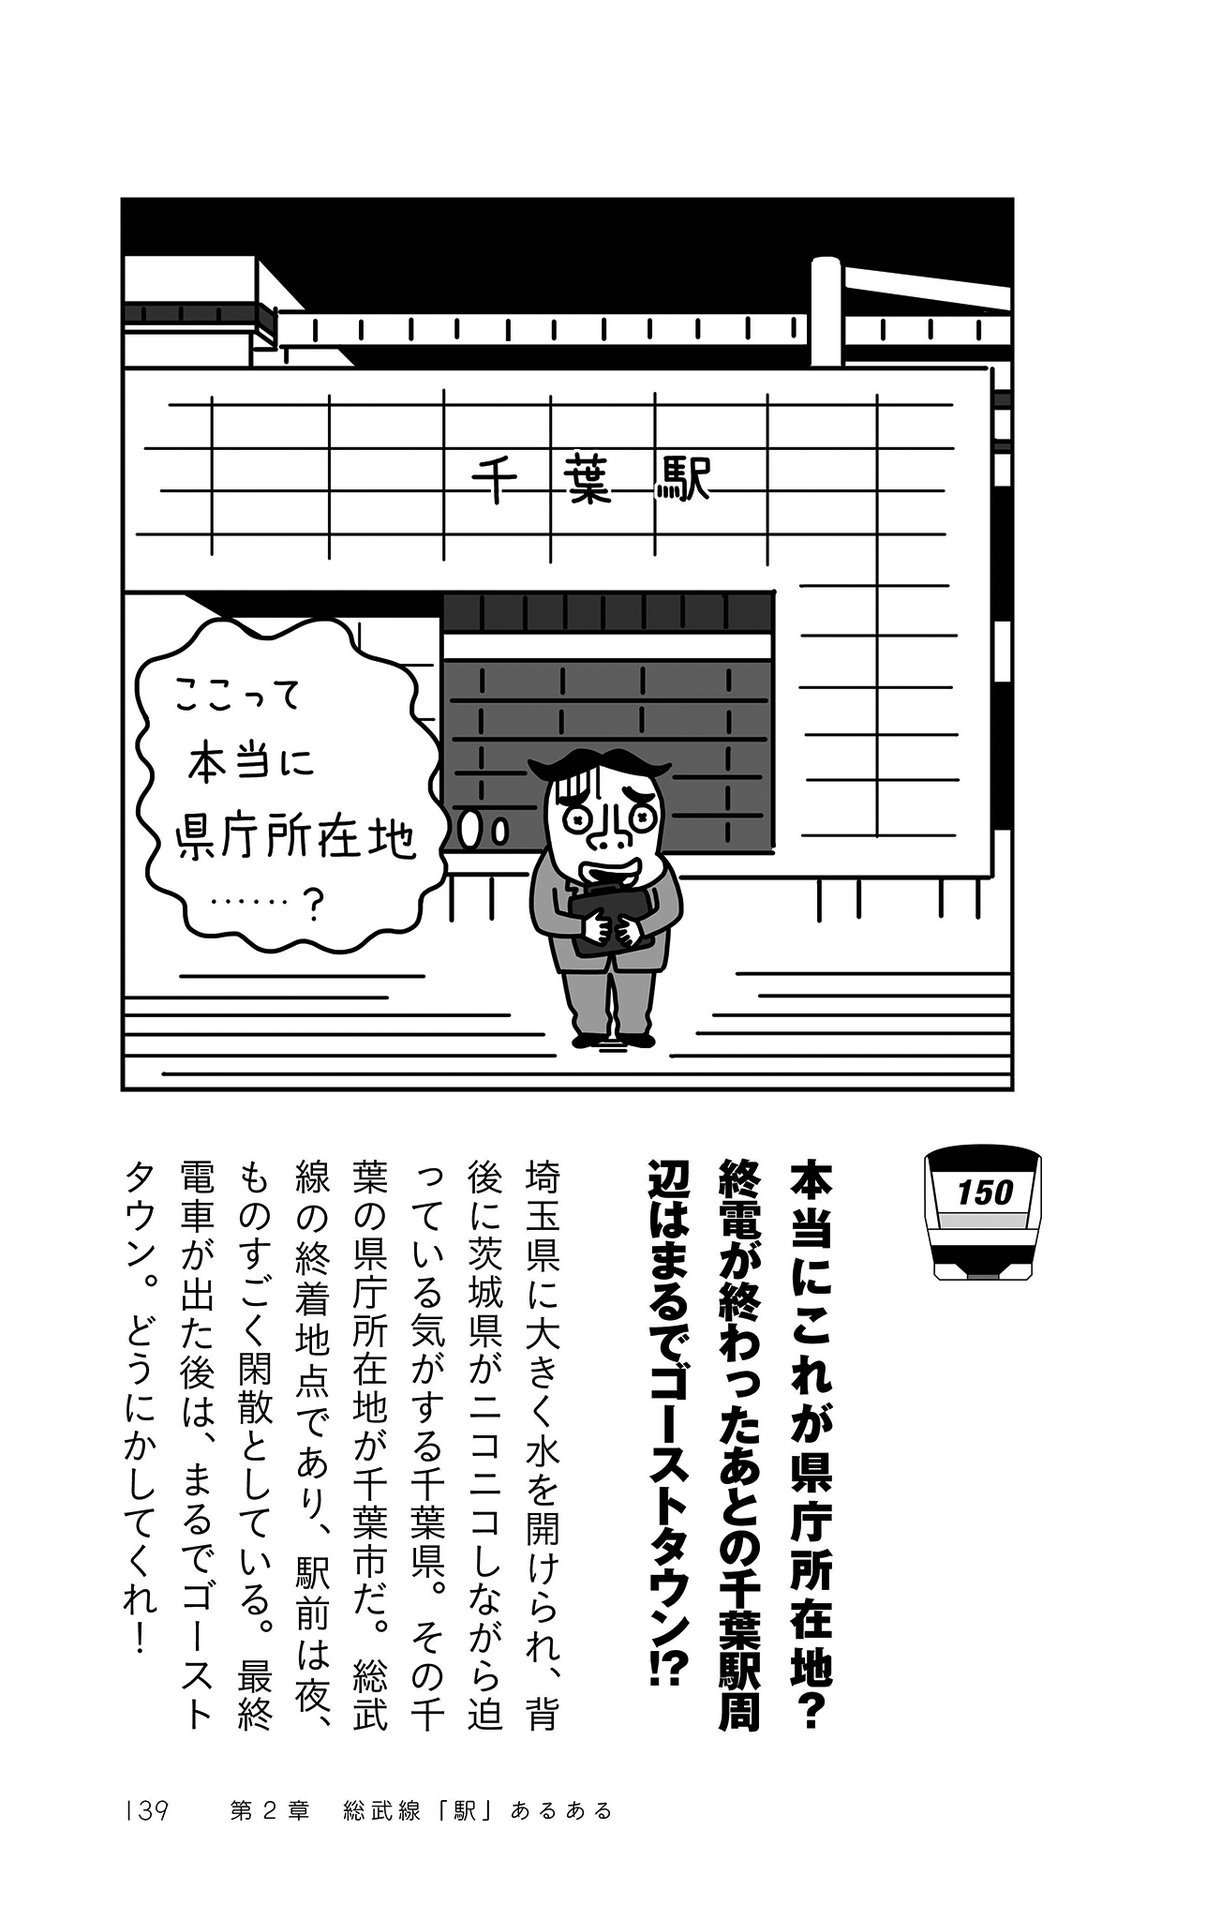 千葉駅
ここって
本当に
県庁所在地
……?
150
本当にこれが県庁所在地?
終電が終わったあとの千葉駅周
辺はまるでゴーストタウン!?
埼玉県に大きく水を開けられ、背
後に茨城県がニコニコしながら迫
っている気がする千葉県。その千
葉の県庁所在地が千葉市だ。総武
線の終着地点であり、駅前は夜、
ものすごく閑散としている。最終
電車が出た後は、まるでゴースト
タウン。どうにかしてくれ!
139 第2章 総武線「駅」あるある